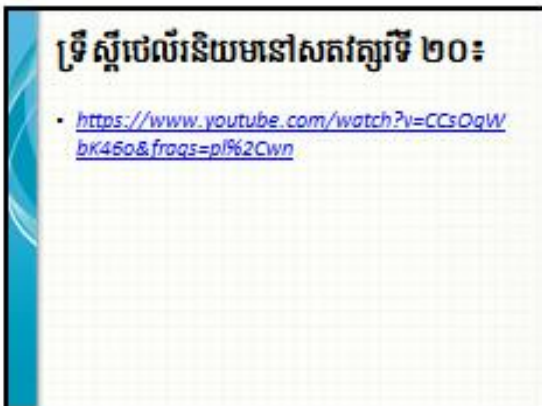 ទ្រឹស្តីថេល័រនិយមនៅសតវត្សរ៍ទី ២០៖
• https://www.youtube.com/watch?v=CCsOqW
bK46o&fraqs=pl%2Cwn